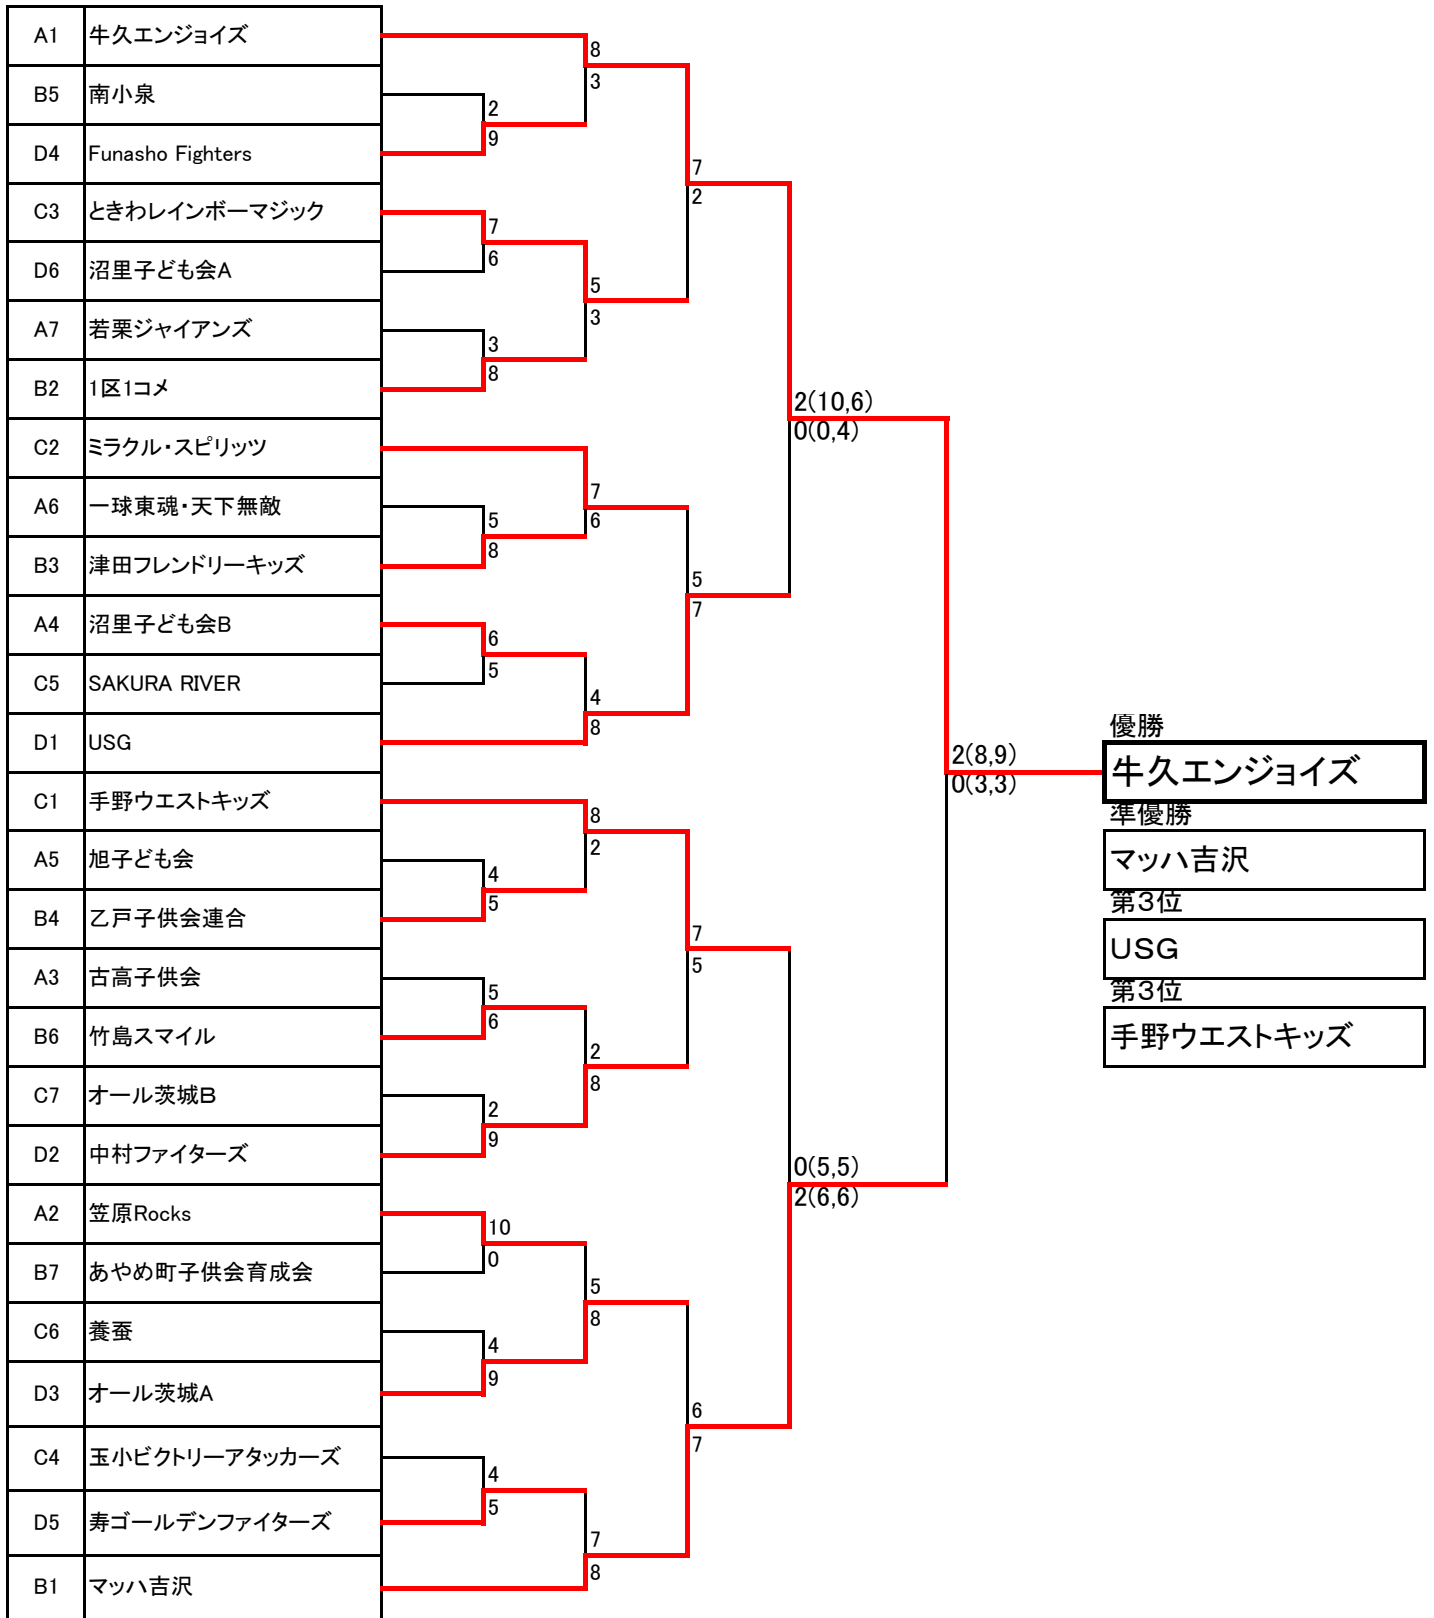 A1 牛久エンジョイズ
B5 南小泉
D4 Funasho Fighters
C3 ときわレインボーマジック
D6 沼里子ども会A
A7 若栗ジャイアンズ
B2 1区1コメ
C2 ミラクル・スピリッツ
A6 一球東魂・天下無敵
B3 津田フレンドリーキッズ
A4 沼里子ども会B
C5 SAKURA RIVER
D1 USG
C1 手野ウエストキッズ
A5 旭子ども会
B4 乙戸子供会連合
A3 古高子供会
B6 竹島スマイル
C7 オール茨城B
D2 中村ファイターズ
A2 笠原Rocks
B7 あやめ町子供会育成会
C6 養蚕
D3 オール茨城A
C4 玉小ビクトリーアタッカーズ
D5 寿ゴールデンファイターズ
B1 マッハ吉沢
2
9
7
6
3
8
5
8
6
5
4
5
5
6
2
9
10
0
4
9
4
5
8
3
5
3
7
6
4
8
8
2
2
8
5
8
7
8
7
2
5
7
7
5
6
7
2(10,6)
0(0,4)
0(5,5)
2(6,6)
2(8,9)
0(3,3)
優勝
牛久エンジョイズ
準優勝
マッハ吉沢
第3位
USG
第3位
手野ウエストキッズ